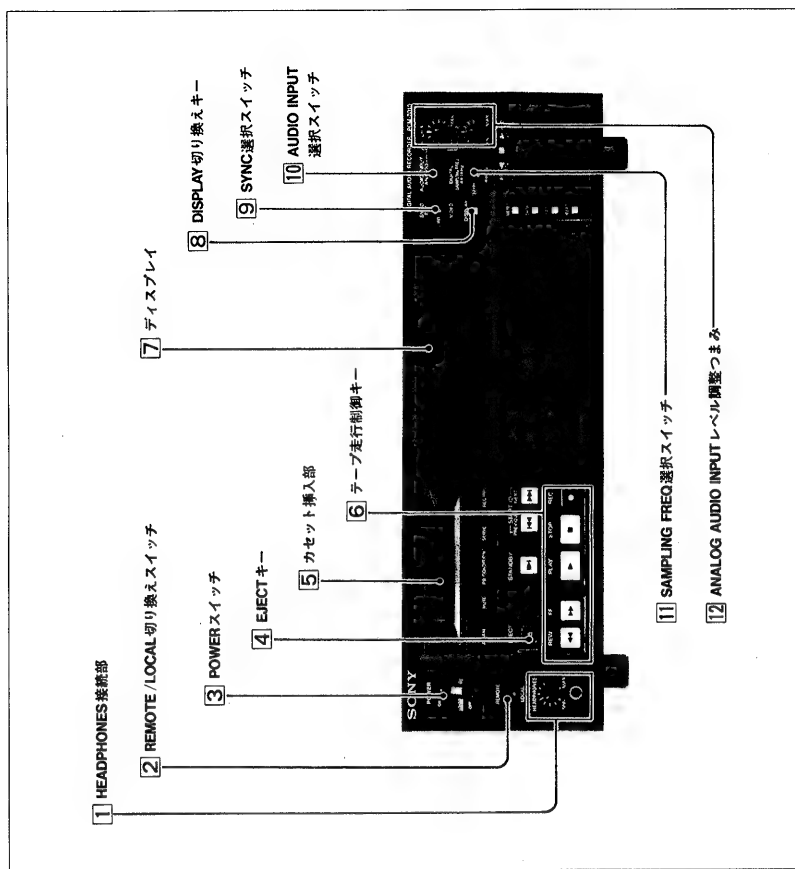 1 HEADPHONES接続部
2 REMOTE/LOCAL切り換えスイッチ
3 POWERスイッチ
4 EJECTキー
5 カセット挿入部
6 テープ走行制御キー
7 ディスプレイ
8 DISPLAY切り換えキー
9 SYNC選択スイッチ
10 AUDIO INPUT
選択スイッチ
11 SAMPLING FREQ選択スイッチ
12 ANALOG AUDIO INPUTレベル調整つまみ
SONY
POWER
REMOTE
LOCAL
HEADPHONES
STANDBY
REW
FF
PLAY
STOP
REC
DISPLAY